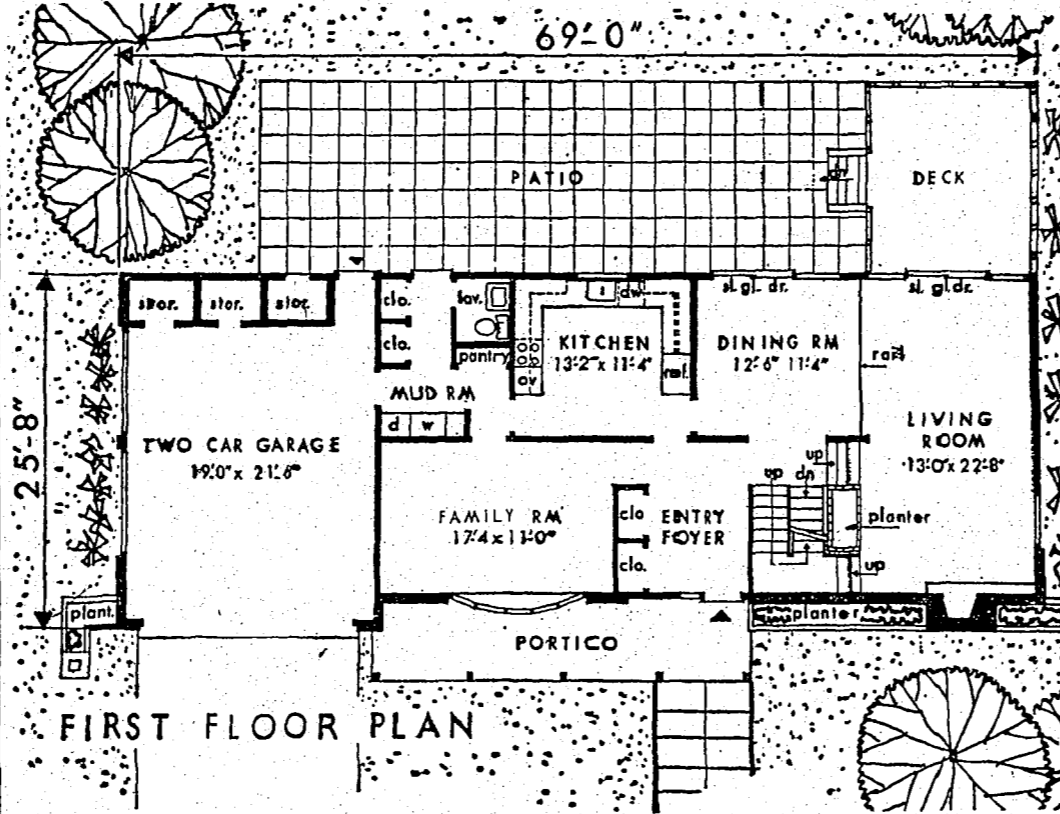 69'-0"
PATIO
dn
DECK
stor.
stor.
stor.
clo.
clo.
lav.
pantry
dw
KITCHEN
13'-2" x 11'-4"
ov
ref.
sl. gl. dr.
DINING RM
12'-6" 11'-4"
sl. gl. dr.
rail
MUD RM
d w
25'-8"
TWO CAR GARAGE
19'-0" x 21'-6"
LIVING
ROOM
13'-0" x 22'-8"
up
up
dn
planter
up
FAMILY RM
17'-4 x 11'-0"
clo
clo.
ENTRY
FOYER
plant.
planter
PORTICO
FIRST FLOOR PLAN